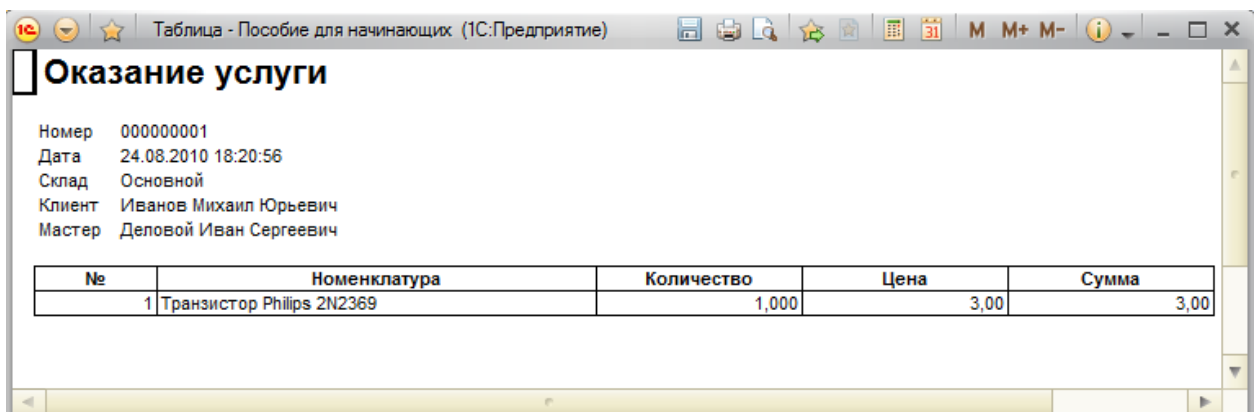 1С Таблица - Пособие для начинающих (1С:Предприятие) 31 M M+ M-
Оказание услуги
Номер 000000001
Дата 24.08.2010 18:20:56
Склад Основной
Клиент Иванов Михаил Юрьевич
Мастер Деловой Иван Сергеевич
№ Номенклатура Количество Цена Сумма
1 Транзистор Philips 2N2369 1,000 3,00 3,00